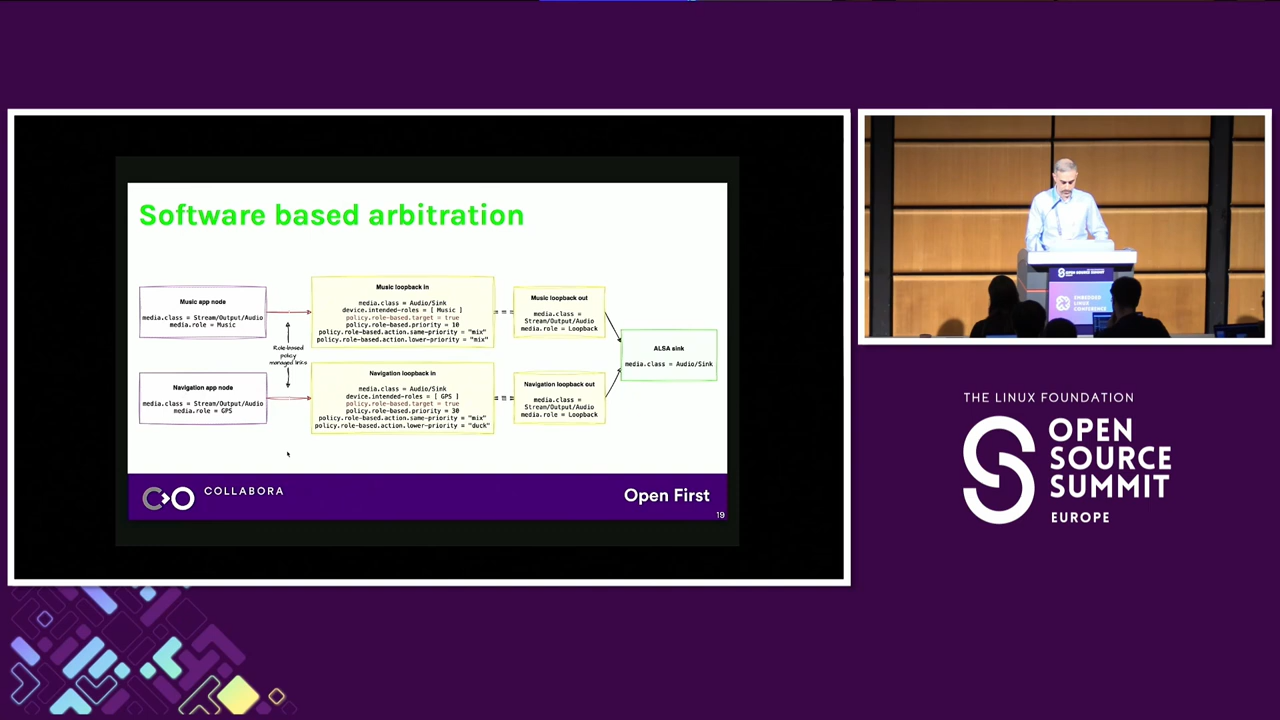 Software based arbitration
Music app node
media.class = Stream/Output/Audio
media.role = Music
Role-based
policy
managed links
Navigation app node
media.class = Stream/Output/Audio
media.role = GPS
Music loopback in
media.class = Audio/Sink
device.intended-roles = [ Music ]
policy.role-based.target = true
policy.role-based.priority = 10
policy.role-based.action.same-priority = "mix"
policy.role-based.action.lower-priority = "mix"
Navigation loopback in
media.class = Audio/Sink
device.intended-roles = [ GPS ]
policy.role-based.target = true
policy.role-based.priority = 30
policy.role-based.action.same-priority = "mix"
policy.role-based.action.lower-priority = "duck"
Music loopback out
media.class =
Stream/Output/Audio
media.role = Loopback
Navigation loopback out
media.class =
Stream/Output/Audio
media.role = Loopback
ALSA sink
media.class = Audio/Sink
COLLABORA
Open First
19
OPEN SOURCE SUMMIT
EMBEDDED
LINUX
CONFERENCE
THE LINUX FOUNDATION
OPEN
SOURCE
SUMMIT
EUROPE